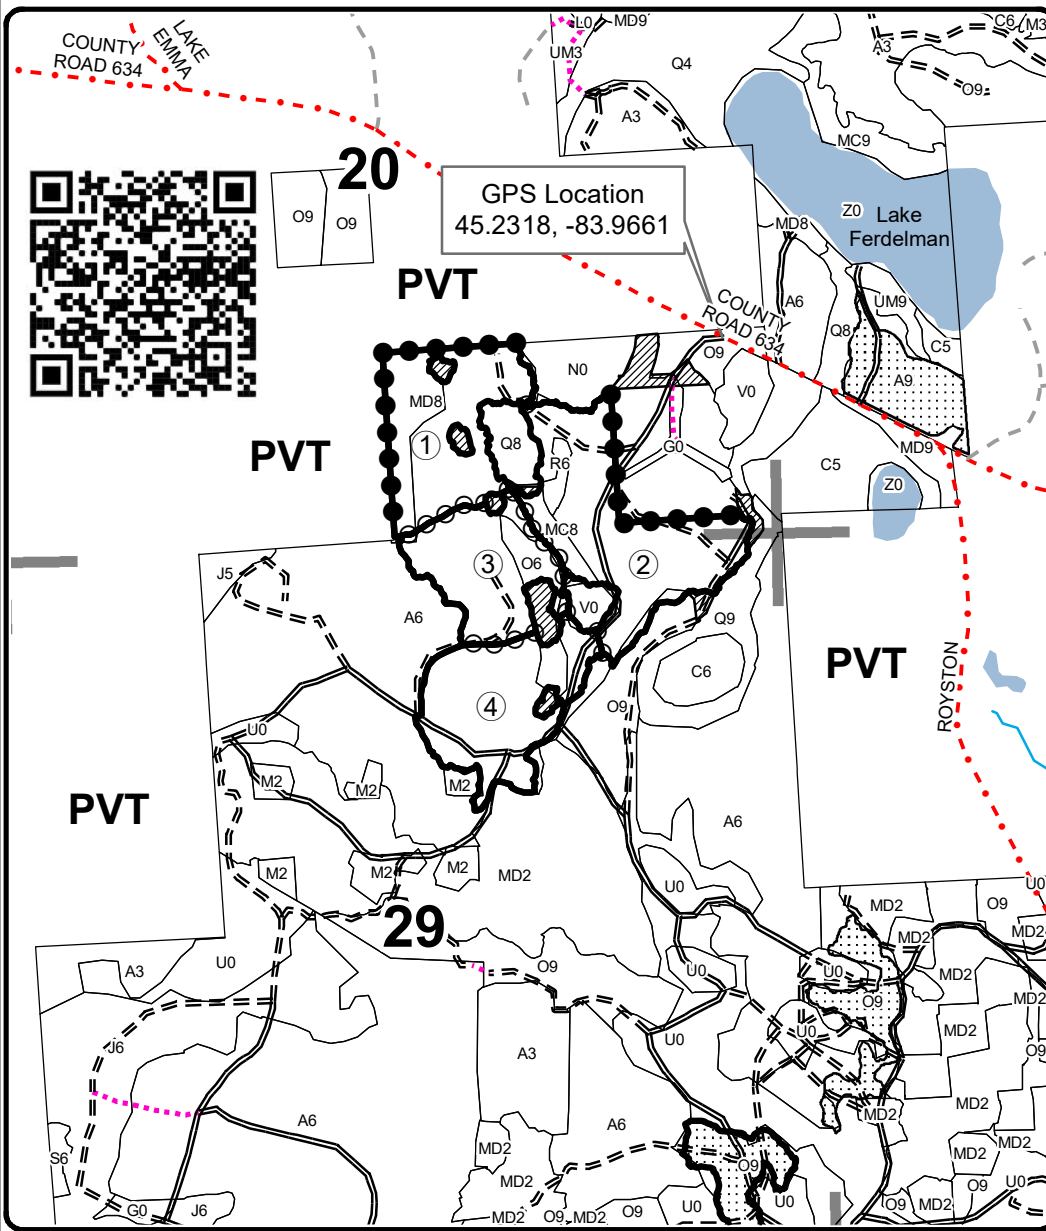 L0
MD9
C6
M3
UM3
COUNTY
ROAD 634
LAKE
EMMA
Q4
A3
O9
A3
MC9
20
GPS Location
45.2318, -83.9661
O9
O9
Z0
Lake
Ferdelman
MD8
PVT
COUNTY
ROAD 634
A6
UM9
Q8
C5
O9
N0
A9
MD8
V0
1
Q8
G0
MD9
PVT
R6
C5
Z0
MC8
3
O6
2
J5
A6
V0
Q9
PVT
C6
ROYSTON
4
O9
U0
M2
M2
M2
PVT
A6
M2
M2
M2
MD2
U0
U0
MD2
O9
29
MD2
MD2
A3
U0
O9
U0
U0
MD2
O9
MD2
J6
U0
U0
MD2
A3
O9
MD2
A6
A6
MD2
MD2
MD2
S6
MD2
O9
MD2
U0
O9
G0
J6
MD2
O9
MD2
O9
U0
U0
O9
MD2